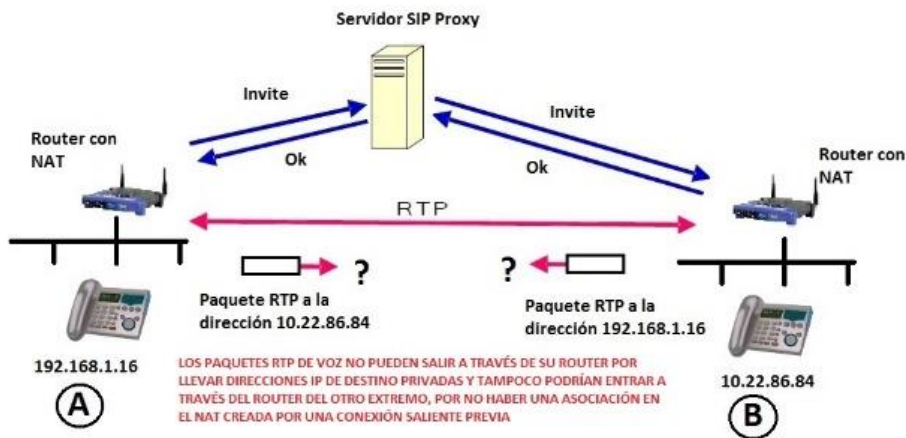 Servidor SIP Proxy
Invite
Invite
Router con
NAT
Ok
Ok
Router con
NAT
RTP
?
?
Paquete RTP a la
dirección 10.22.86.84
Paquete RTP a la
dirección 192.168.1.16
192.168.1.16
A
LOS PAQUETES RTP DE VOZ NO PUEDEN SALIR A TRAVÉS DE SU ROUTER POR
LLEVAR DIRECCIONES IP DE DESTINO PRIVADAS Y TAMPOCO PODRÍAN ENTRAR A
TRAVÉS DEL ROUTER DEL OTRO EXTREMO, POR NO HABER UNA ASOCIACIÓN EN
EL NAT CREADA POR UNA CONEXIÓN SALIENTE PREVIA
10.22.86.84
B